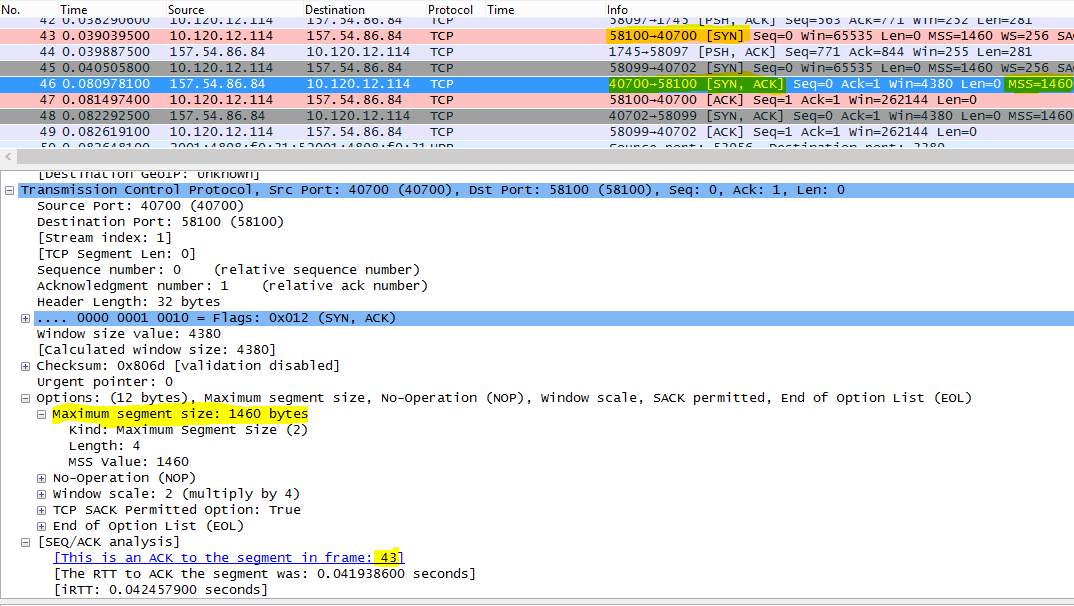 No. Time Source Destination Protocol Time Info
42 0.038290600 10.120.12.114 157.54.86.84 TCP 58097→1745 [PSH, ACK] Seq=563 Ack=771 Win=252 Len=281
43 0.039039500 10.120.12.114 157.54.86.84 TCP 58100→40700 [SYN] Seq=0 Win=65535 Len=0 MSS=1460 WS=256 SAC
44 0.039887500 157.54.86.84 10.120.12.114 TCP 1745→58097 [PSH, ACK] Seq=771 Ack=844 Win=255 Len=281
45 0.040505800 10.120.12.114 157.54.86.84 TCP 58099→40702 [SYN] Seq=0 Win=65535 Len=0 MSS=1460 WS=256 SAC
46 0.080978100 157.54.86.84 10.120.12.114 TCP 40700→58100 [SYN, ACK] Seq=0 Ack=1 Win=4380 Len=0 MSS=1460
47 0.081497400 10.120.12.114 157.54.86.84 TCP 58100→40700 [ACK] Seq=1 Ack=1 Win=262144 Len=0
48 0.082292500 157.54.86.84 10.120.12.114 TCP 40702→58099 [SYN, ACK] Seq=0 Ack=1 Win=4380 Len=0 MSS=1460
49 0.082619100 10.120.12.114 157.54.86.84 TCP 58099→40702 [ACK] Seq=1 Ack=1 Win=262144 Len=0
[Destination GeoIP: Unknown]
Transmission Control Protocol, Src Port: 40700 (40700), Dst Port: 58100 (58100), Seq: 0, Ack: 1, Len: 0
Source Port: 40700 (40700)
Destination Port: 58100 (58100)
[Stream index: 1]
[TCP Segment Len: 0]
Sequence number: 0 (relative sequence number)
Acknowledgment number: 1 (relative ack number)
Header Length: 32 bytes
.... 0000 0001 0010 = Flags: 0x012 (SYN, ACK)
Window size value: 4380
[Calculated window size: 4380]
Checksum: 0x806d [validation disabled]
Urgent pointer: 0
Options: (12 bytes), Maximum segment size, No-Operation (NOP), Window scale, SACK permitted, End of Option List (EOL)
Maximum segment size: 1460 bytes
Kind: Maximum Segment Size (2)
Length: 4
MSS Value: 1460
No-Operation (NOP)
Window scale: 2 (multiply by 4)
TCP SACK Permitted Option: True
End of Option List (EOL)
[SEQ/ACK analysis]
[This is an ACK to the segment in frame: 43]
[The RTT to ACK the segment was: 0.041938600 seconds]
[iRTT: 0.042457900 seconds]